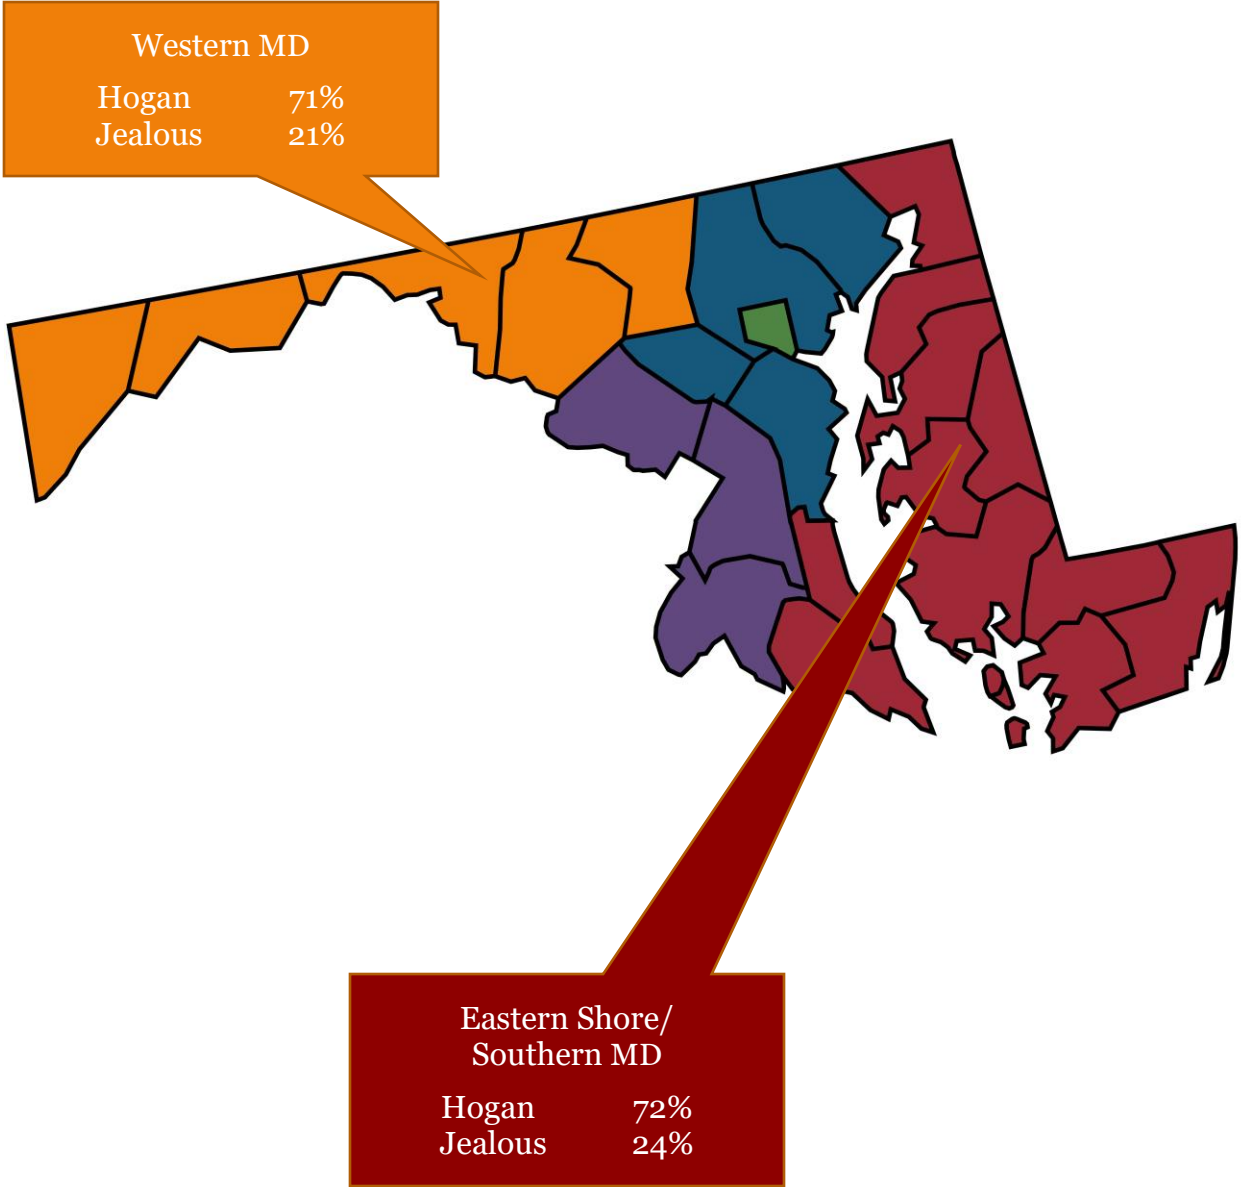 Western MD
Hogan 71%
Jealous 21%
Eastern Shore/
Southern MD
Hogan 72%
Jealous 24%